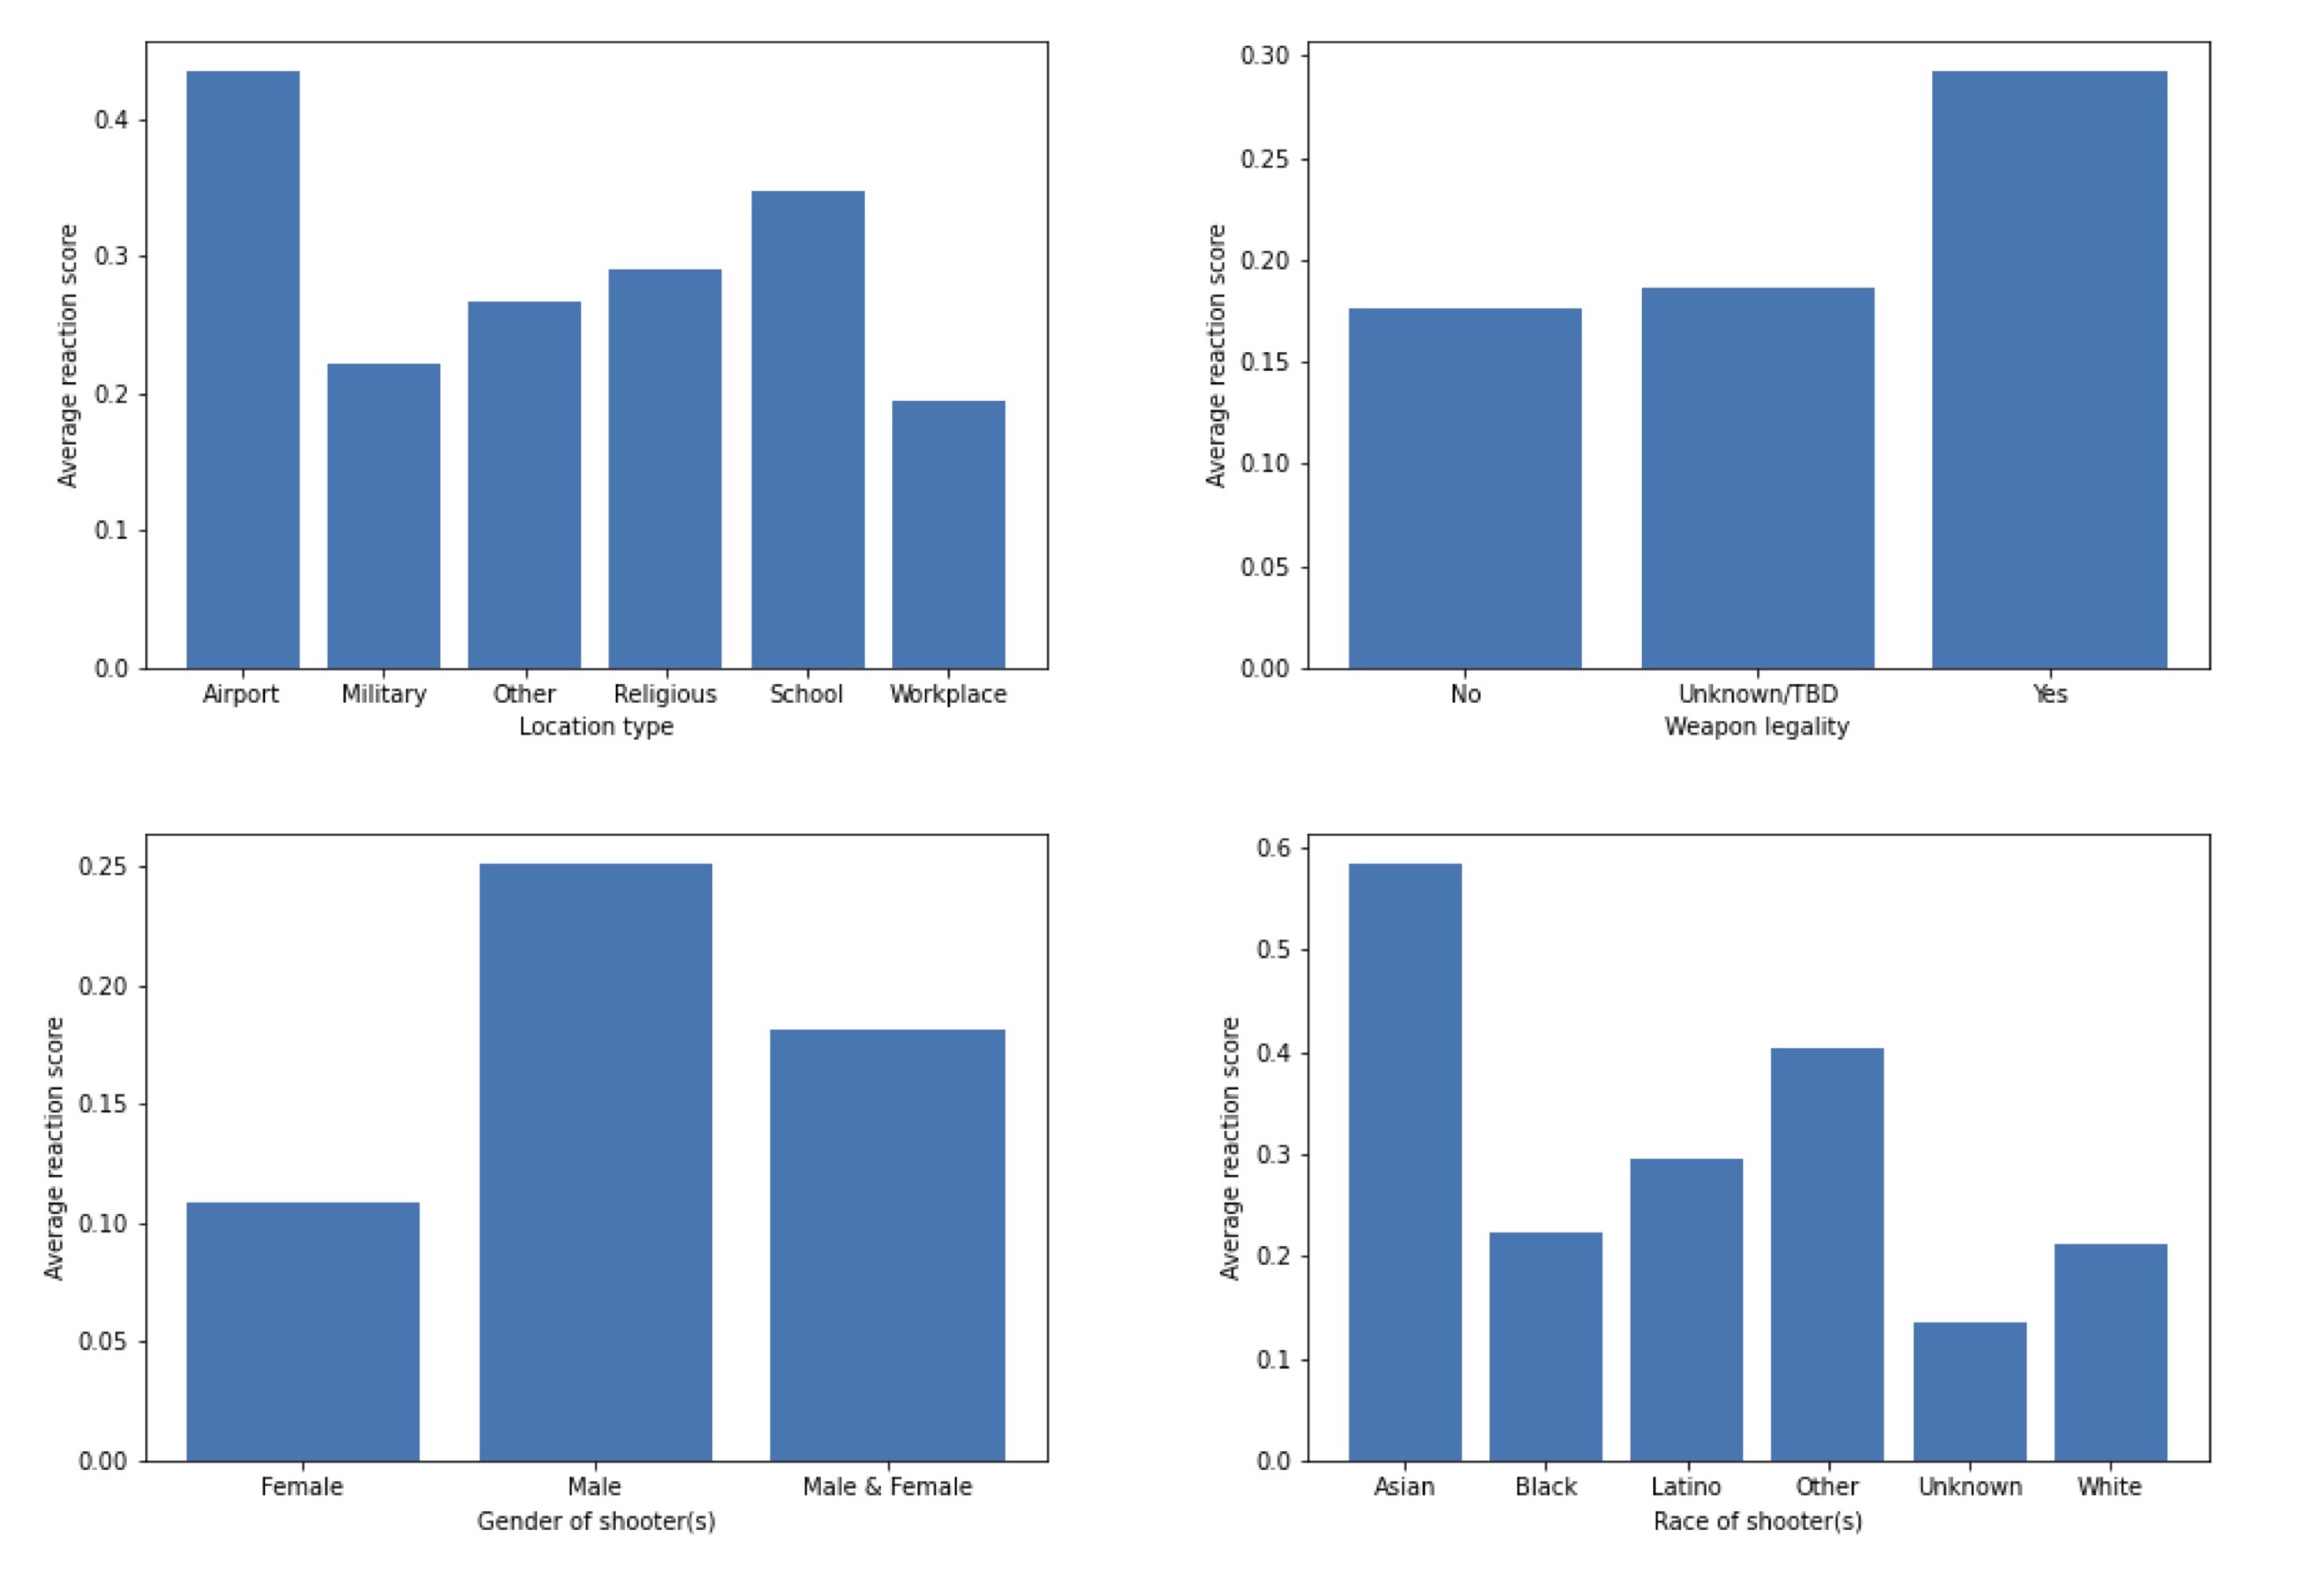 Average reaction score
0.4
0.3
0.2
0.1
0.0
Airport Military Other Religious School Workplace
Location type
Average reaction score
0.30
0.25
0.20
0.15
0.10
0.05
0.00
No Unknown/TBD Yes
Weapon legality
Average reaction score
0.25
0.20
0.15
0.10
0.05
0.00
Female Male Male & Female
Gender of shooter(s)
Average reaction score
0.6
0.5
0.4
0.3
0.2
0.1
0.0
Asian Black Latino Other Unknown White
Race of shooter(s)